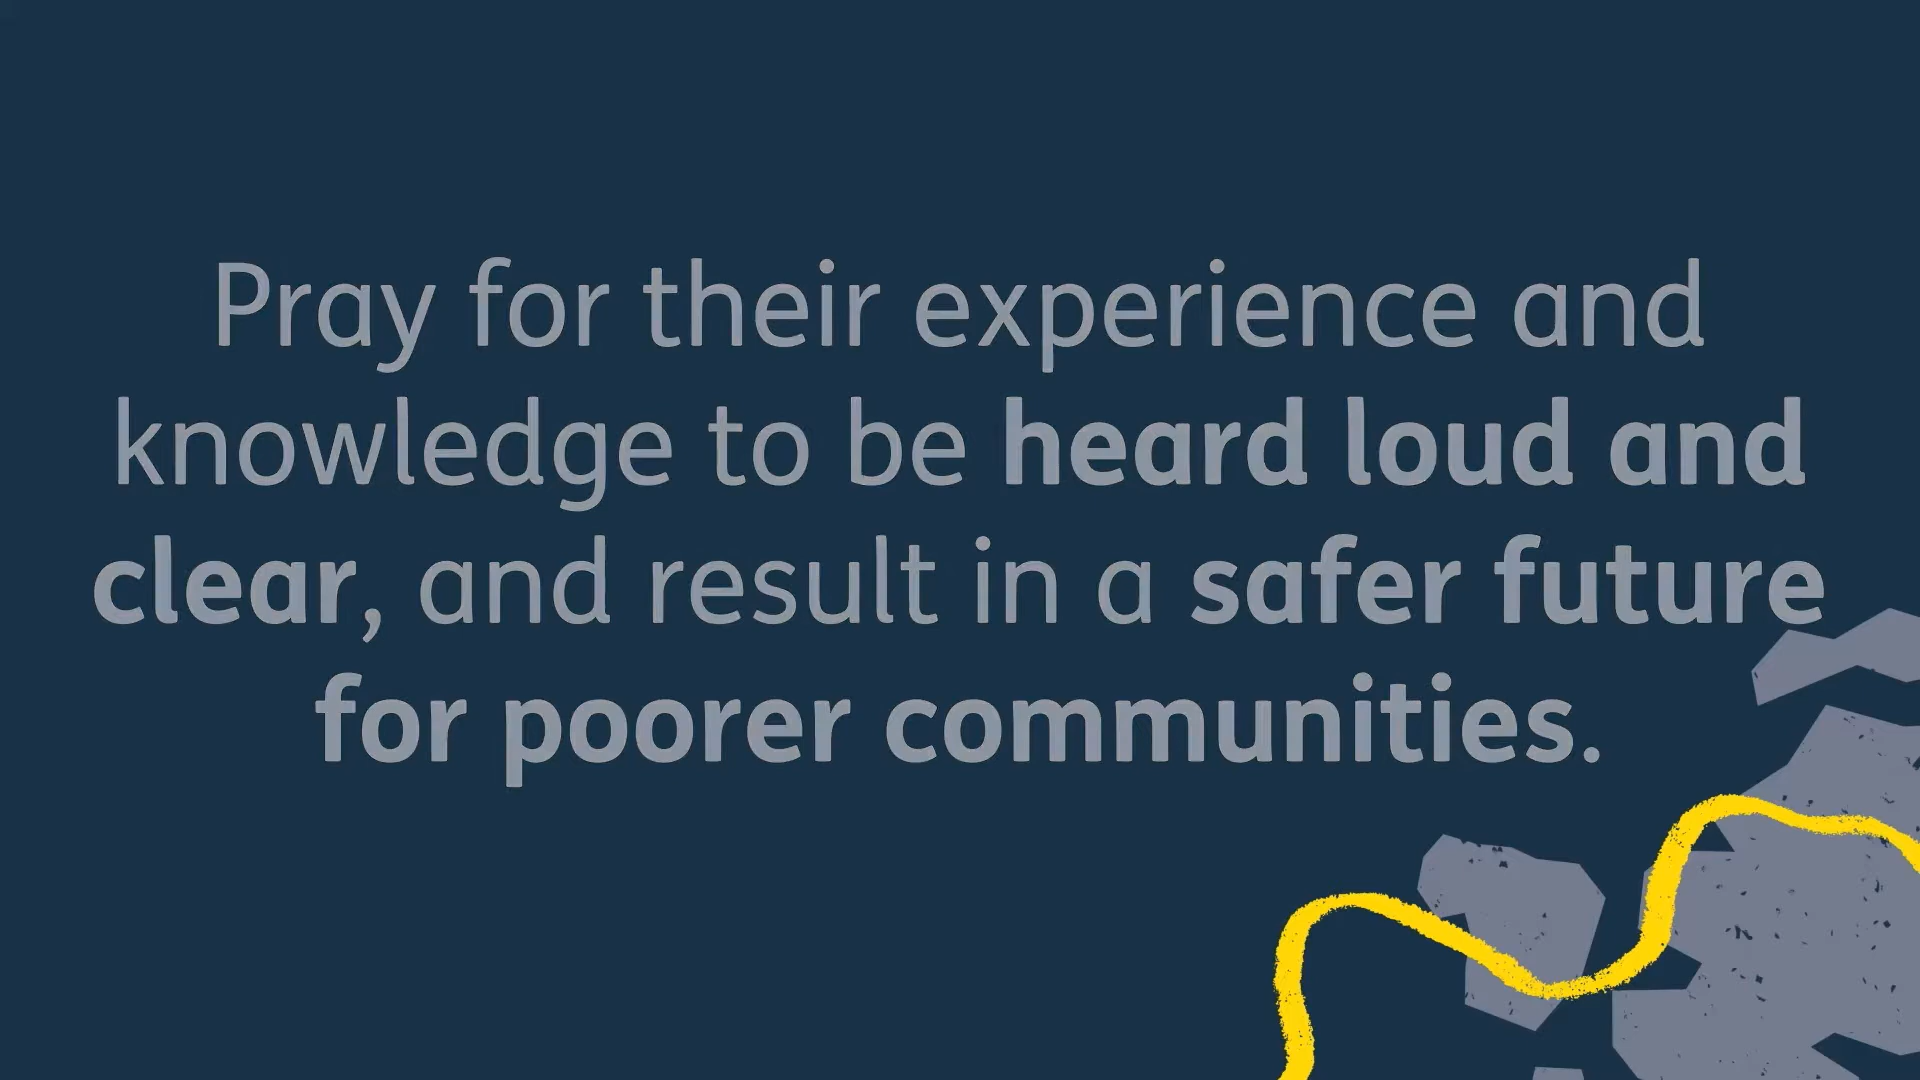 Pray for their experience and
knowledge to be heard loud and
clear, and result in a safer future
for poorer communities.